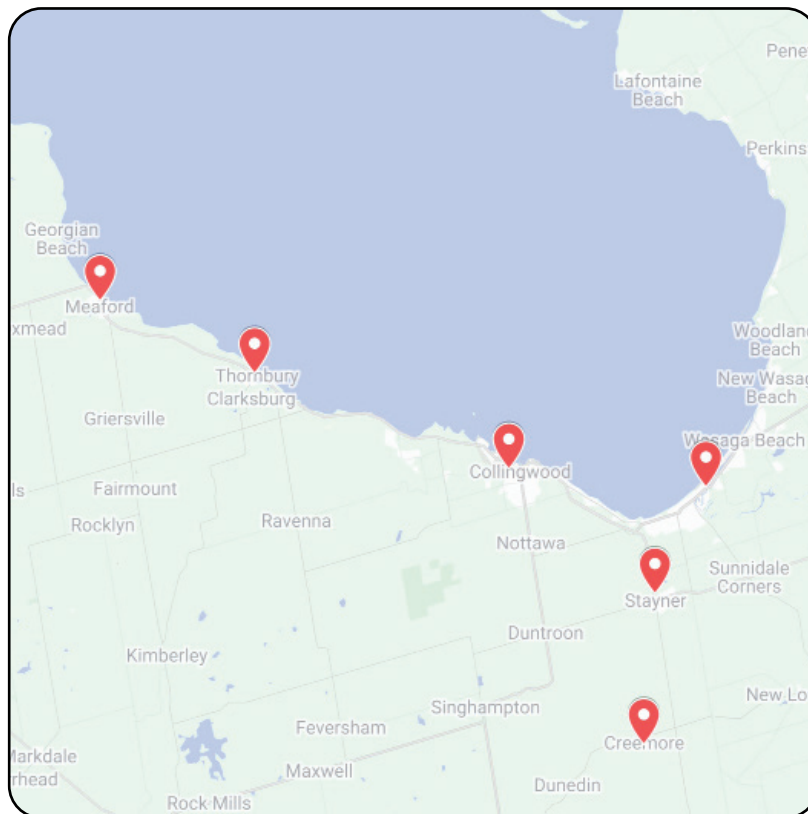 Pene
Lafontaine
Beach
Perkins
Georgian
Beach
Meaford
xmead
Woodland
Beach
Thornbury
Clarksburg
New Wasag
Beach
Griersville
Wasaga Beach
Collingwood
ls
Fairmount
Rocklyn
Ravenna
Nottawa
Sunnidale
Corners
Stayner
Duntroon
Kimberley
New Lo
Singhampton
Feversham
Creemore
Markdale
rhead
Maxwell
Dunedin
Rock Mills